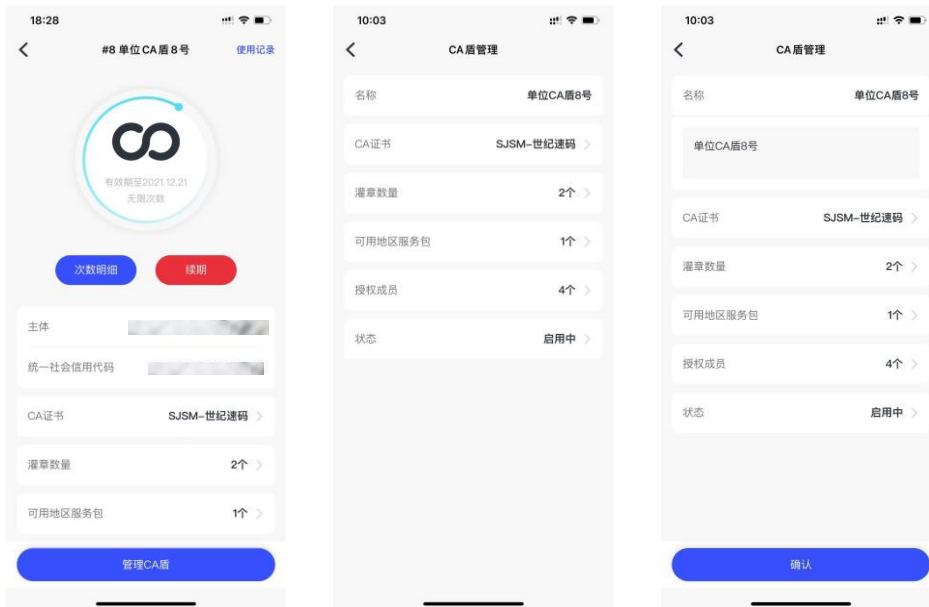 18:28
#8 单位CA盾8号
使用记录
有效期至2021.12.21
无限次数
次数明细
续期
主体
统一社会信用代码
CA证书
SJSM-世纪速码
灌章数量
2个
可用地区服务包
1个
管理CA盾
10:03
CA盾管理
名称
单位CA盾8号
CA证书
SJSM-世纪速码
灌章数量
2个
可用地区服务包
1个
授权成员
4个
状态
启用中
10:03
CA盾管理
名称
单位CA盾8号
单位CA盾8号
CA证书
SJSM-世纪速码
灌章数量
2个
可用地区服务包
1个
授权成员
4个
状态
启用中
确认